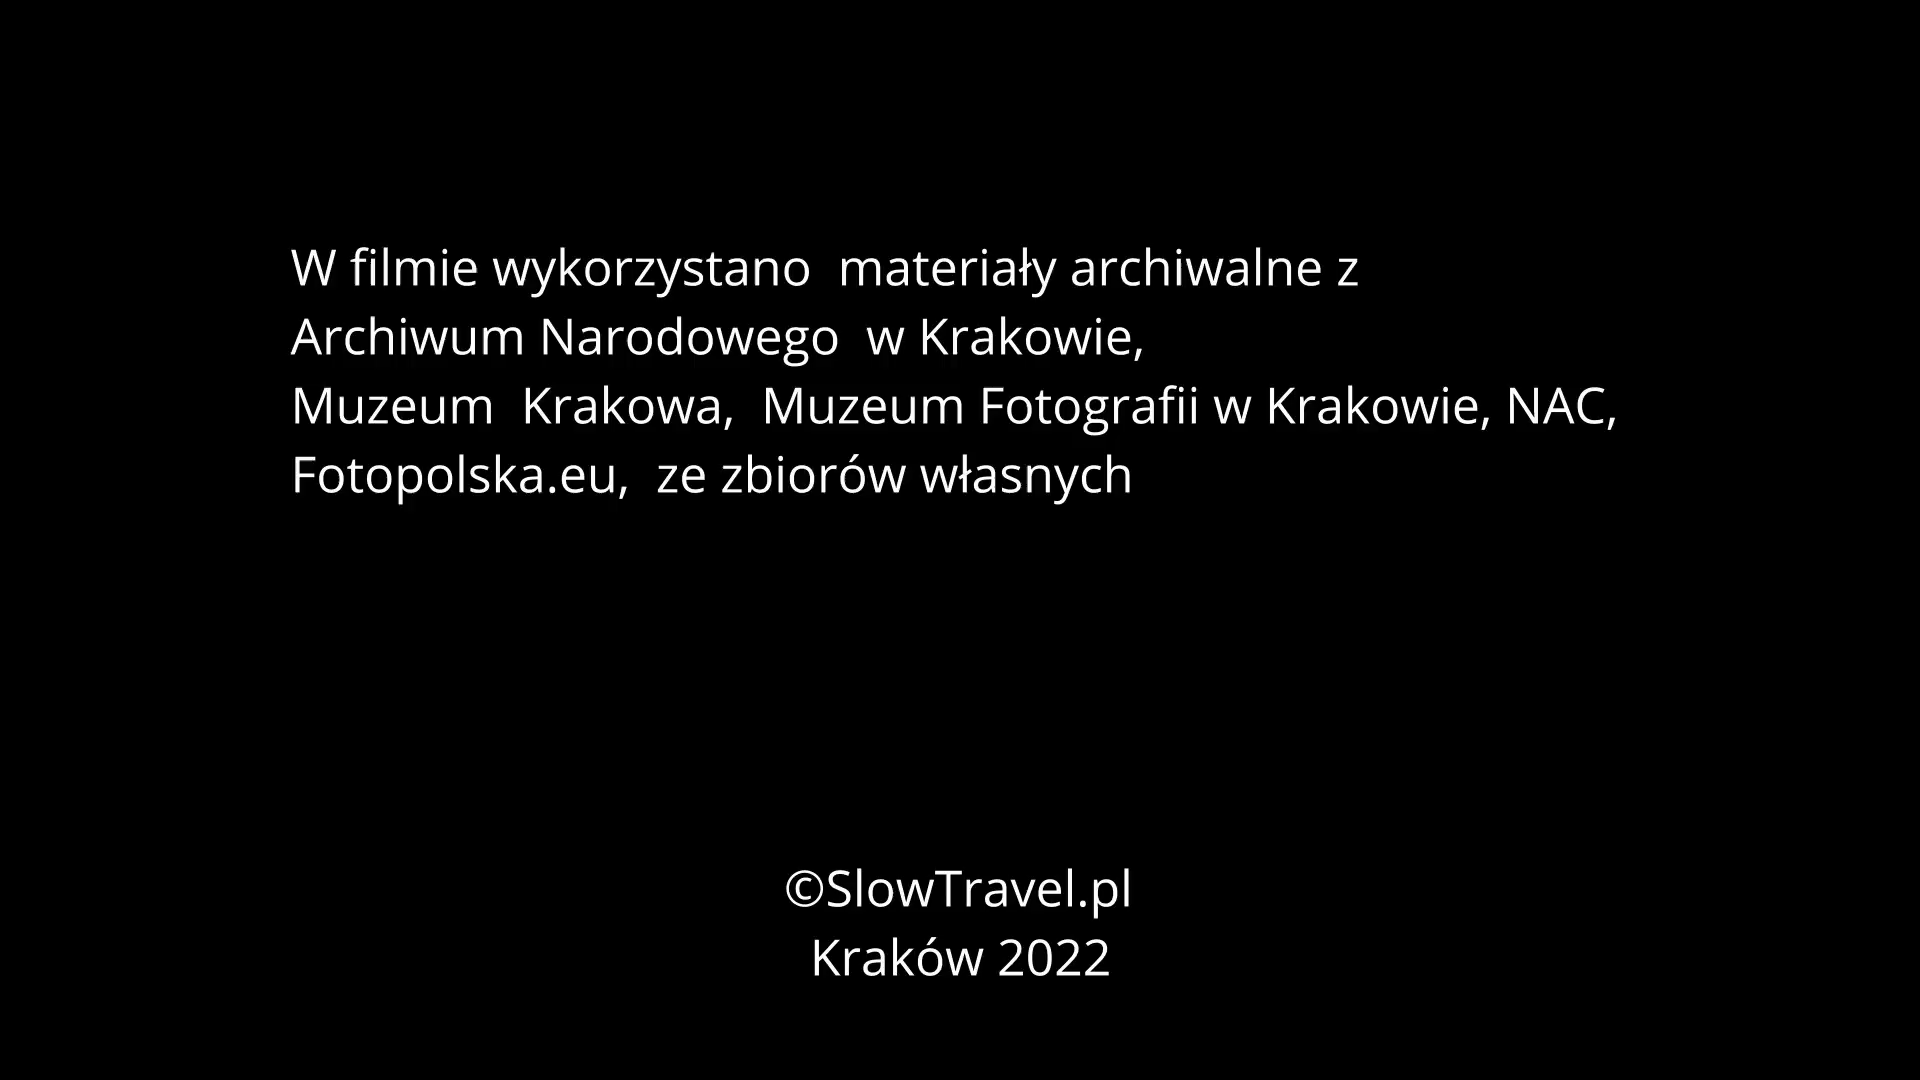 W filmie wykorzystano  materiały archiwalne z
Archiwum Narodowego  w Krakowie,
Muzeum  Krakowa,  Muzeum Fotografii w Krakowie, NAC,
Fotopolska.eu,  ze zbiorów własnych
©SlowTravel.pl
Kraków 2022